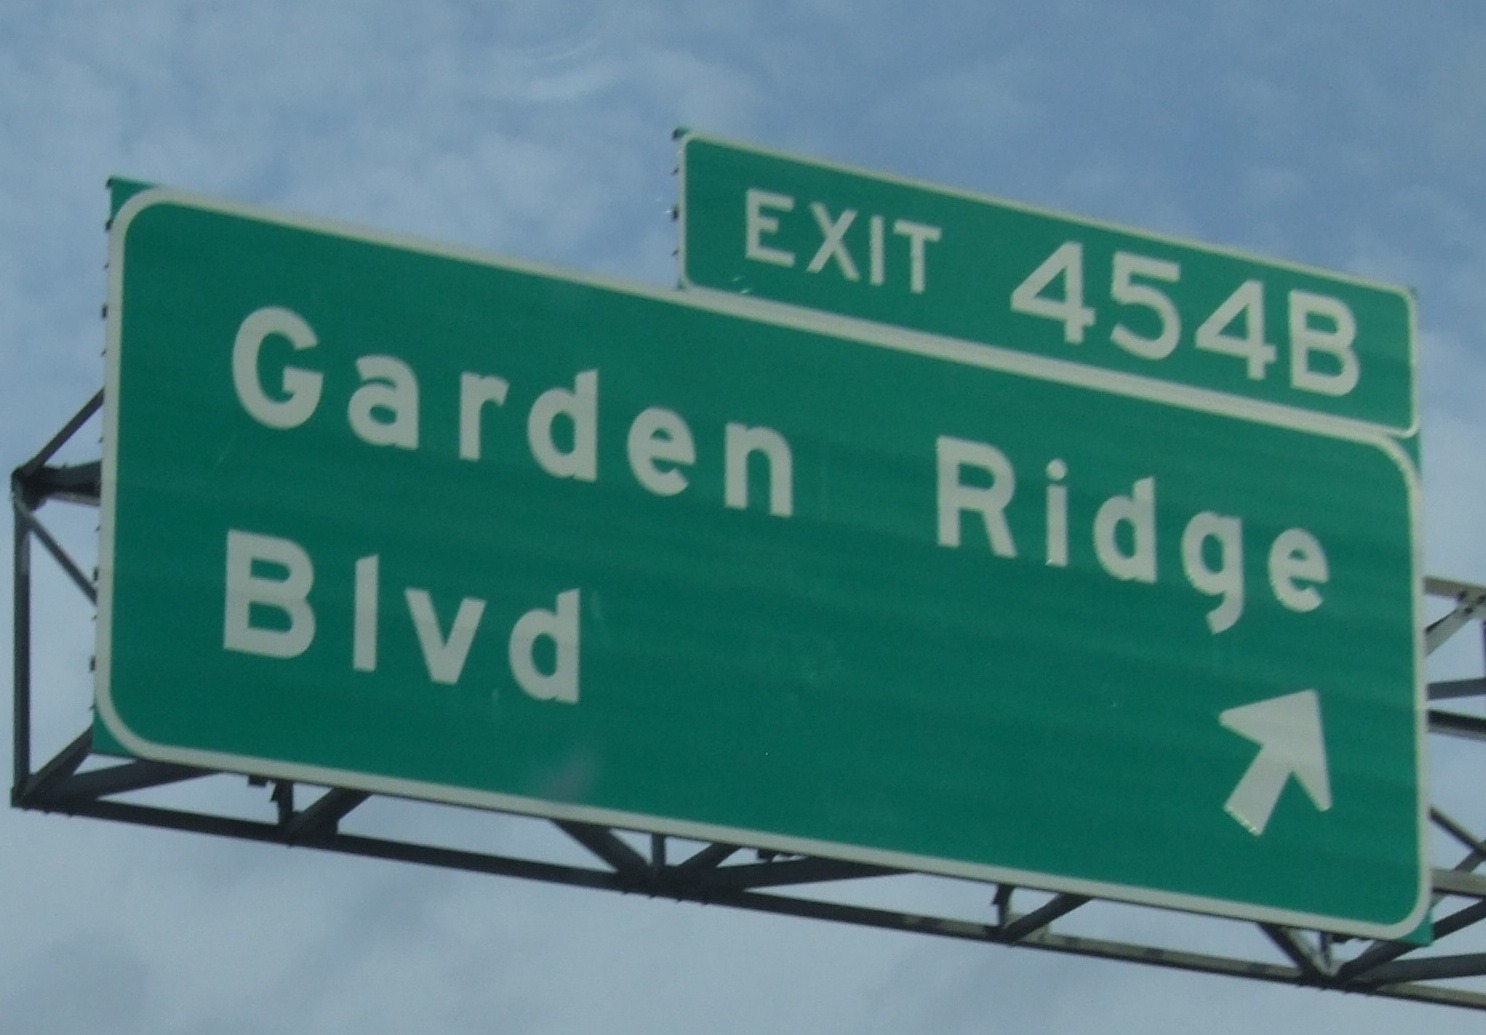 EXIT 454B
Garden Ridge
Blvd